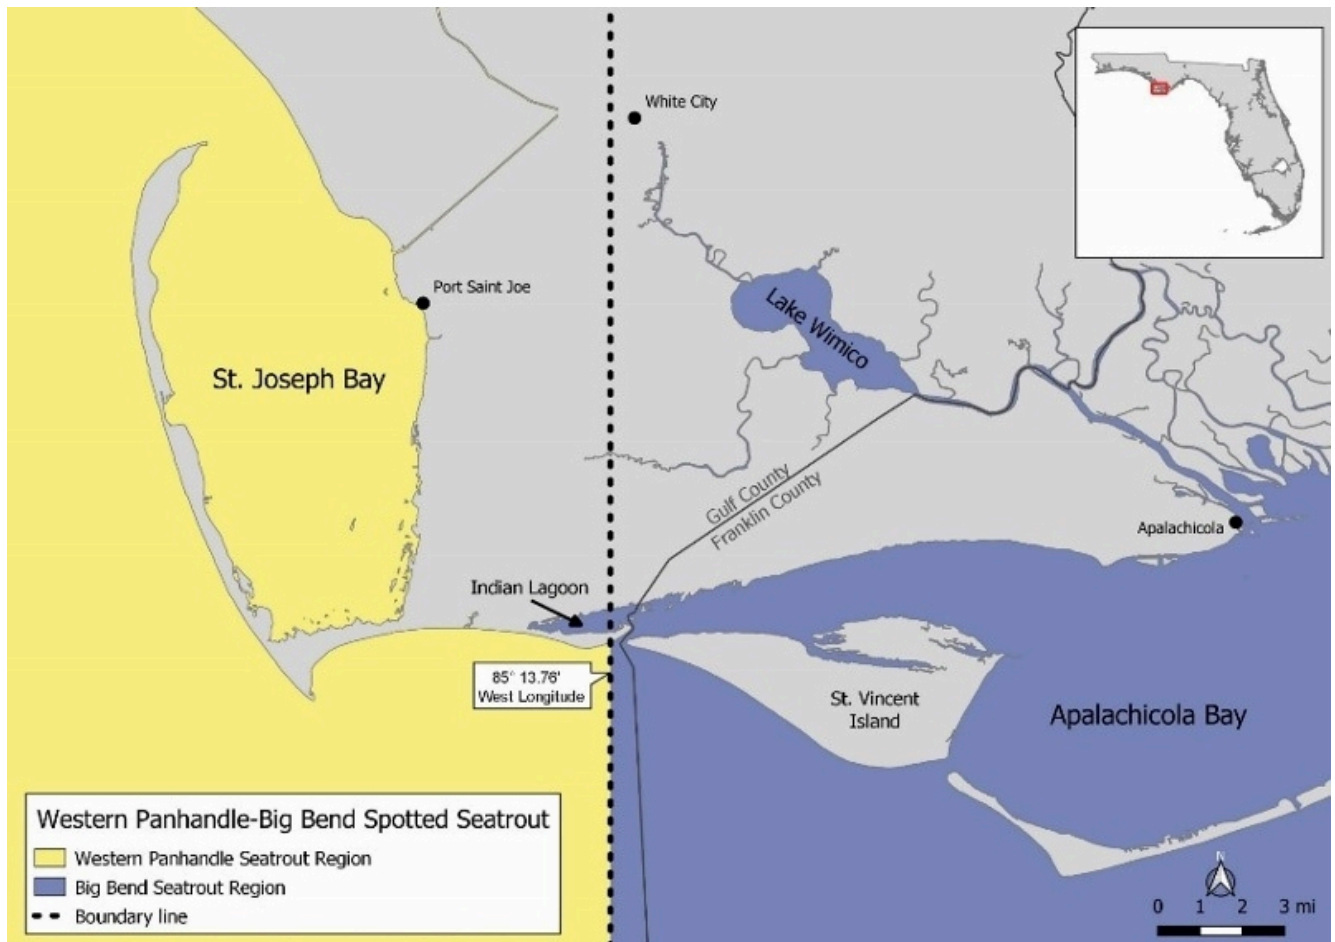 White City
Port Saint Joe
Lake Wimico
St. Joseph Bay
Gulf County
Franklin County
Apalachicola
Indian Lagoon
85° 13.76'
West Longitude
St. Vincent
Island
Apalachicola Bay
Western Panhandle-Big Bend Spotted Seatrout
Western Panhandle Seatrout Region
Big Bend Seatrout Region
Boundary line
N
0 1 2 3 mi